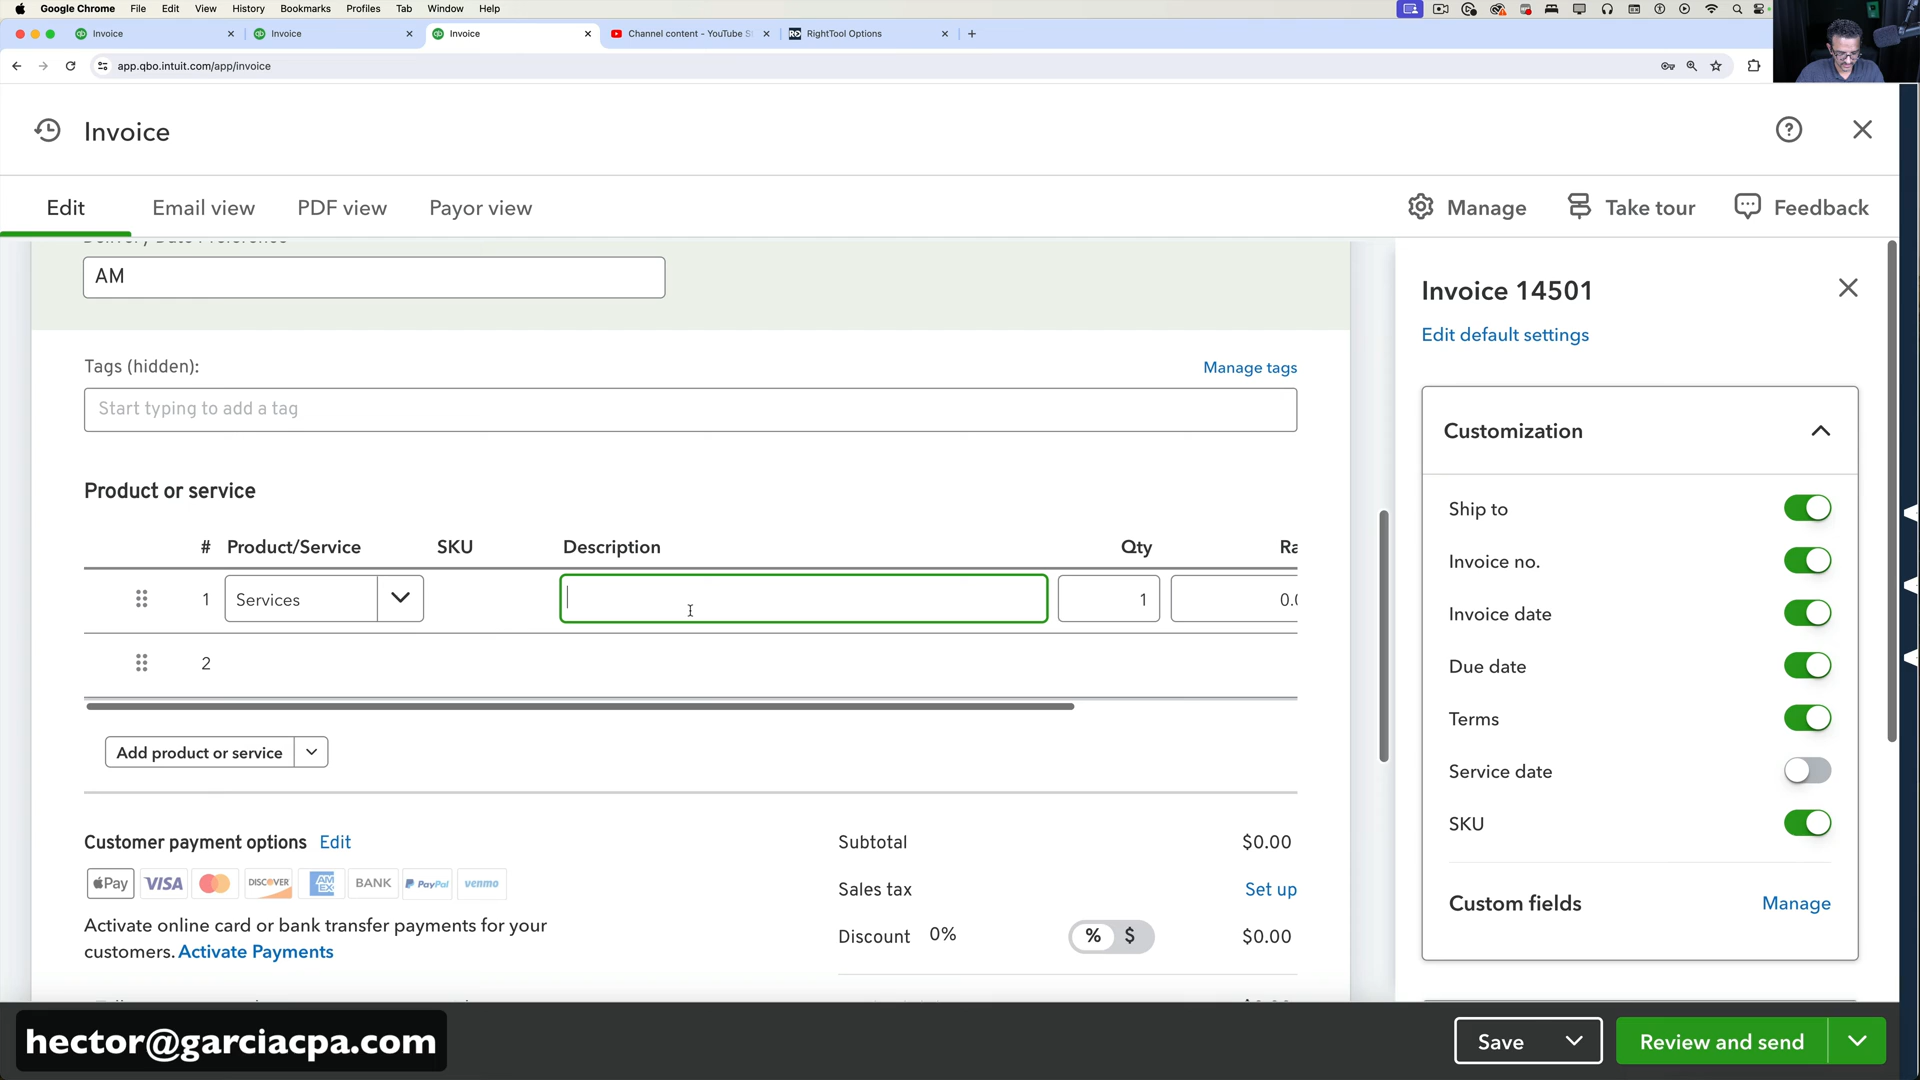 Google Chrome File Edit View History Bookmarks Profiles Tab Window Help
Invoice Invoice Invoice Channel content - YouTube S RightTool Options
app.qbo.intuit.com/app/invoice
Invoice
Edit Email view PDF view Payor view Manage Take tour Feedback
AM
Tags (hidden): Manage tags
Start typing to add a tag
Product or service
# Product/Service SKU Description Qty Ra
1 Services 1 0.0
2
Add product or service
Customer payment options Edit
Pay VISA DISCOVER AM EX BANK PayPal venmo
Activate online card or bank transfer payments for your
customers. Activate Payments
Subtotal $0.00
Sales tax Set up
Discount 0% % $ $0.00
Invoice 14501
Edit default settings
Customization
Ship to
Invoice no.
Invoice date
Due date
Terms
Service date
SKU
Custom fields Manage
hector@garciacpa.com
Save Review and send